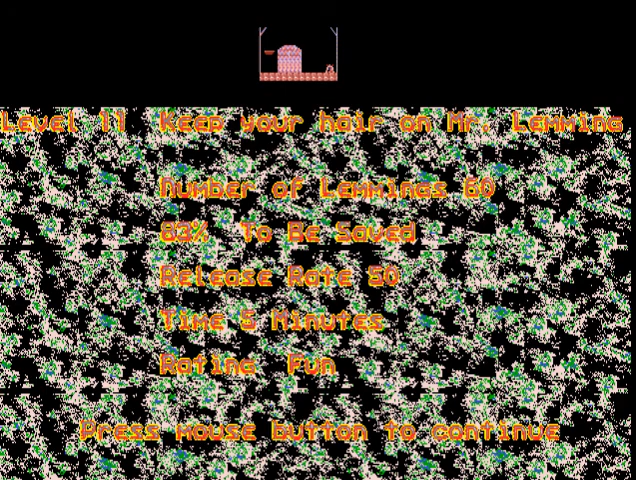 Level 11 Keep your hair on Mr. Lemming
Number of Lemmings 60
83% To Be Saved
Release Rate 50
Time 5 Minutes
Rating Fun
Press mouse button to continue